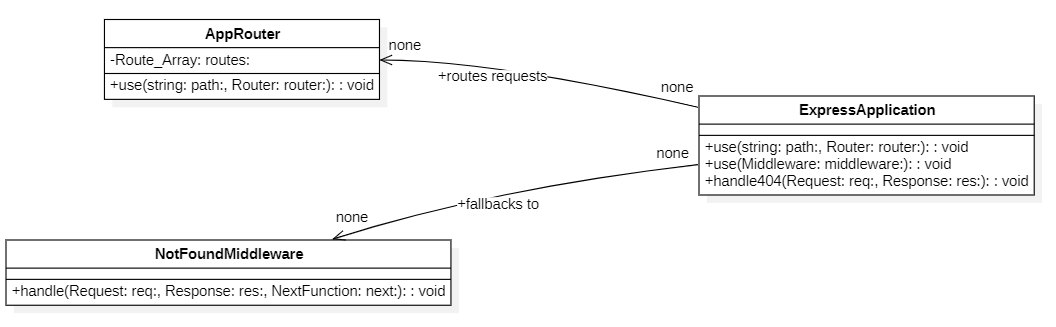 AppRouter
-Route_Array: routes:
+use(string: path:, Router: router:): : void
none
+routes requests
none
ExpressApplication
+use(string: path:, Router: router:): : void
+use(Middleware: middleware:): : void
+handle404(Request: req:, Response: res:): : void
none
+fallbacks to
none
NotFoundMiddleware
+handle(Request: req:, Response: res:, NextFunction: next:): : void